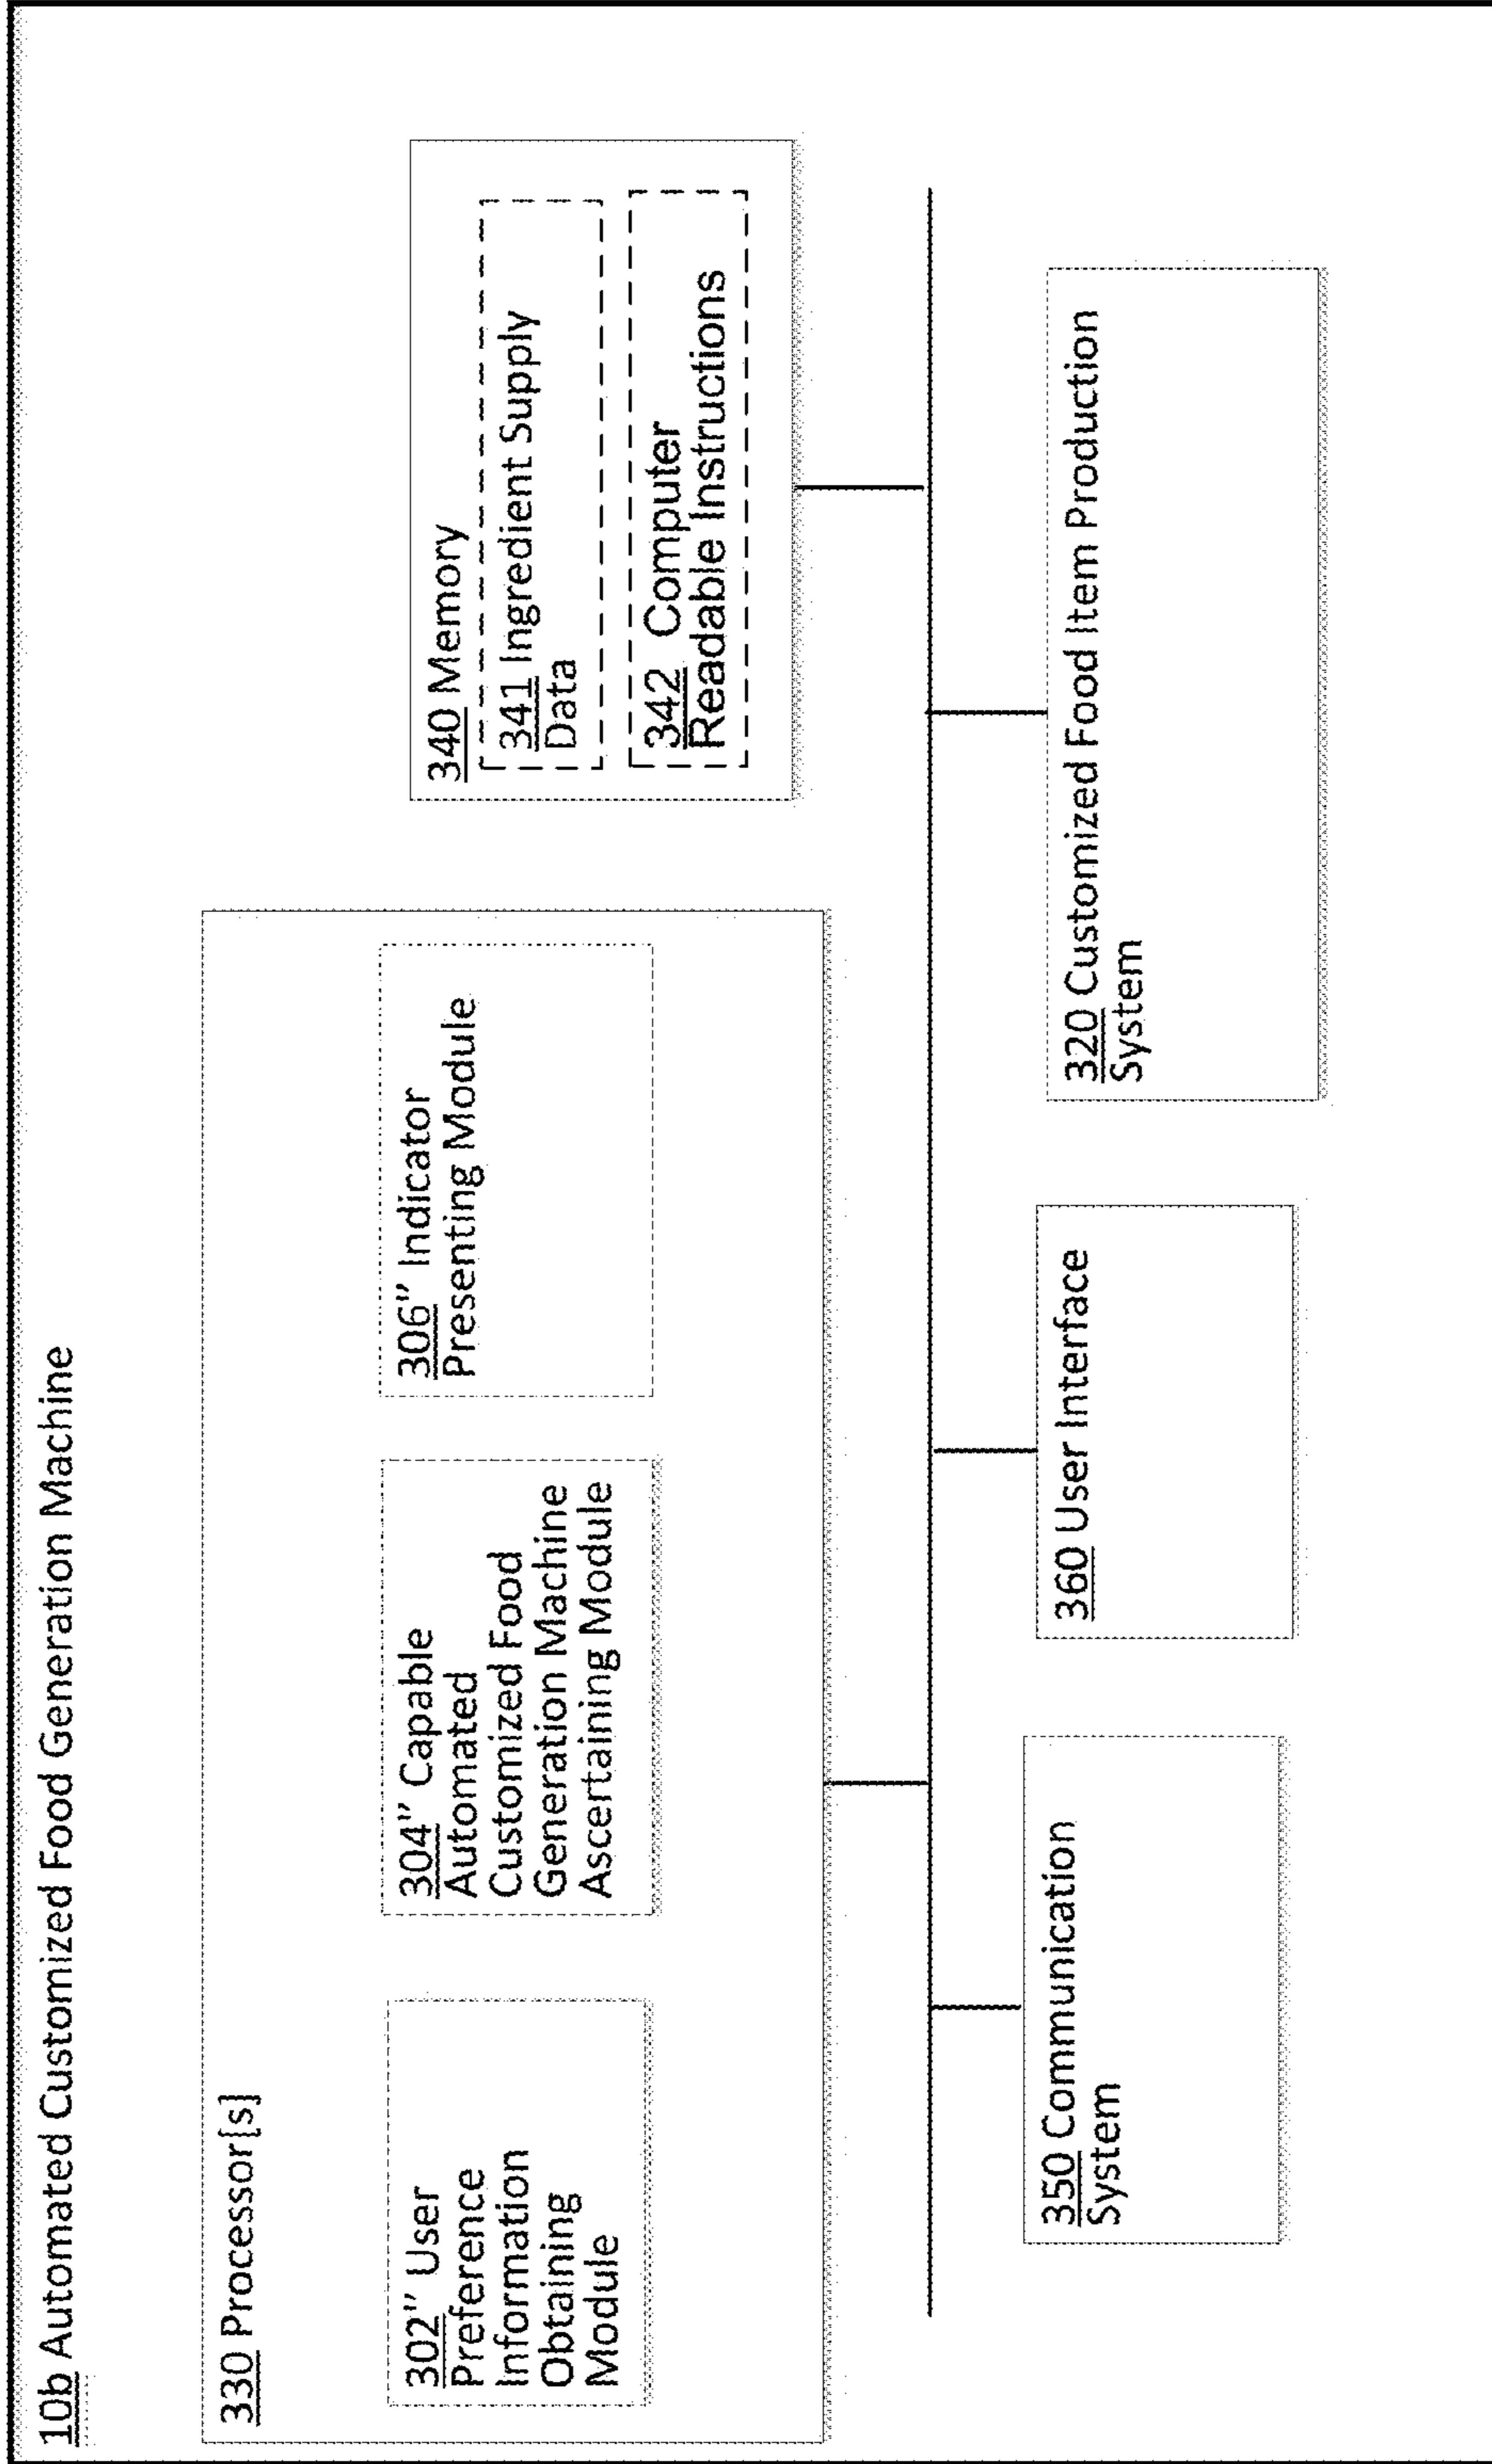 10b Automated Customized Food Generation Machine
330 Processor[s]
302'' User
Preference
Information
Obtaining
Module
304'' Capable
Automated
Customized Food
Generation Machine
Ascertaining Module
306'' Indicator
Presenting Module
340 Memory
341 Ingredient Supply
Data
342 Computer
Readable Instructions
350 Communication
System
360 User Interface
320 Customized Food Item Production
System